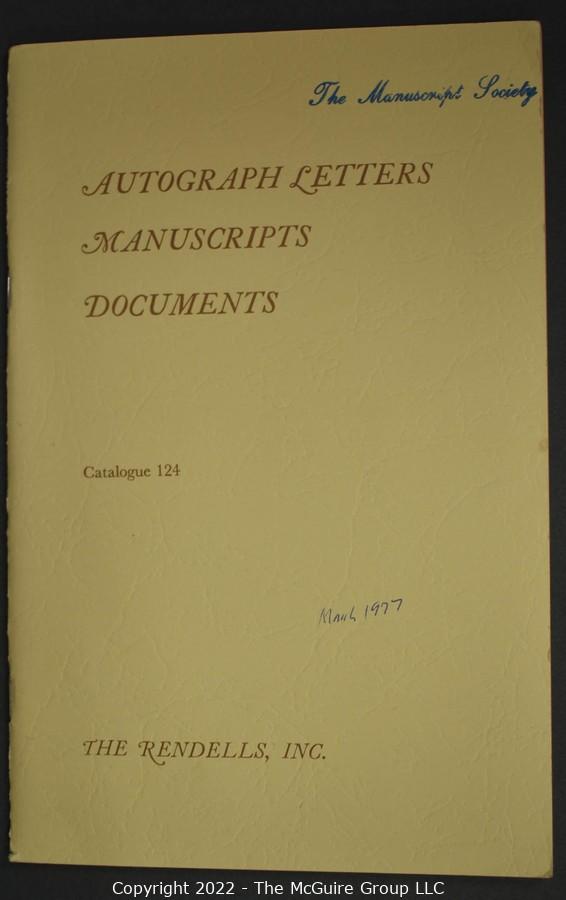 The Manuscript Society
AUTOGRAPH LETTERS
MANUSCRIPTS
DOCUMENTS
Catalogue 124
March 1977
THE RENDELLS, INC.
Copyright 2022 - The McGuire Group LLC